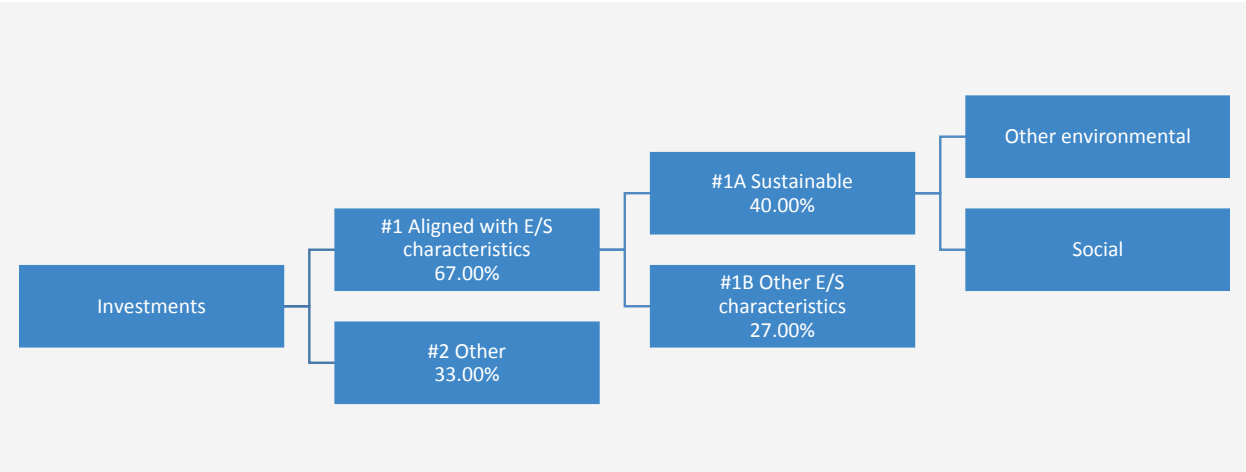 Investments
#1 Aligned with E/S
characteristics
67.00%
#2 Other
33.00%
#1A Sustainable
40.00%
#1B Other E/S
characteristics
27.00%
Other environmental
Social